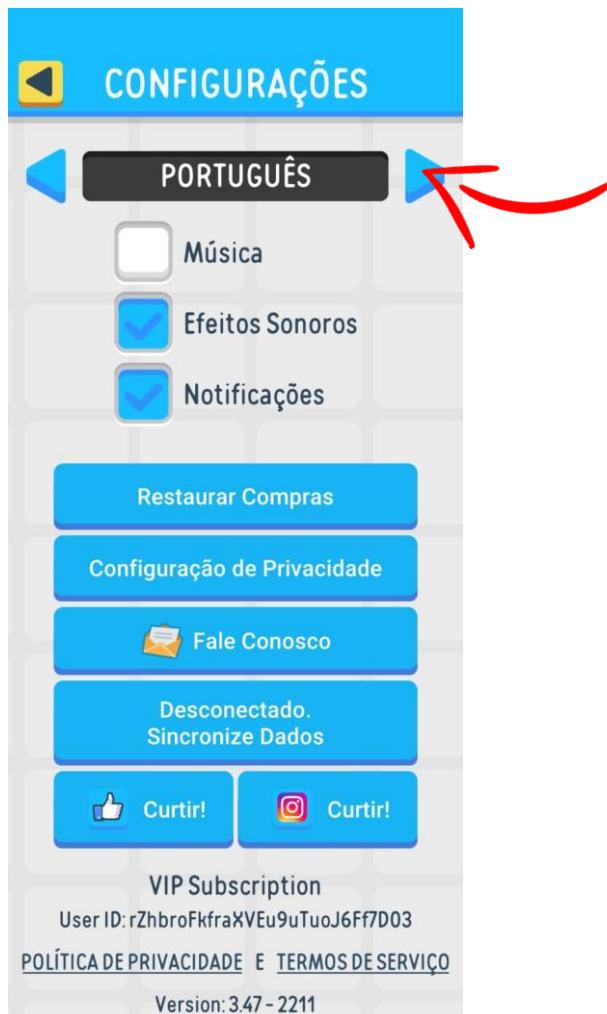 CONFIGURAÇÕES
PORTUGUÊS
Música
Efeitos Sonoros
Notificações
Restaurar Compras
Configuração de Privacidade
Fale Conosco
Desconectado.
Sincronize Dados
Curtir! Curtir!
VIP Subscription
User ID: rZhbroFkfraXVEu9uTuoJ6Ff7D03
POLÍTICA DE PRIVACIDADE E TERMOS DE SERVIÇO
Version: 3.47 - 2211